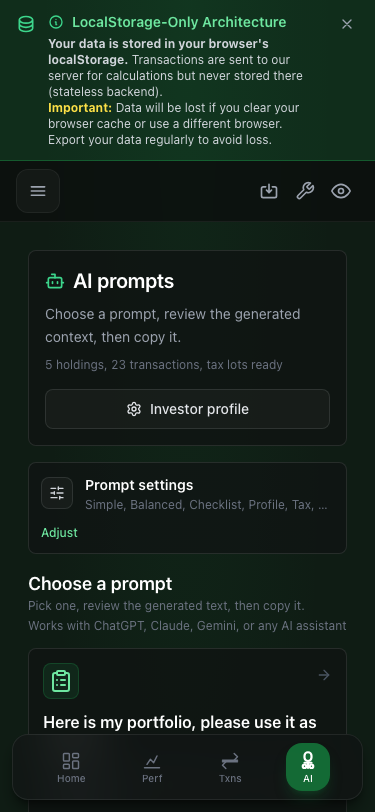 LocalStorage-Only Architecture
Your data is stored in your browser's
localStorage. Transactions are sent to our
server for calculations but never stored there
(stateless backend).
Important: Data will be lost if you clear your
browser cache or use a different browser.
Export your data regularly to avoid loss.
AI prompts
Choose a prompt, review the generated
context, then copy it.
5 holdings, 23 transactions, tax lots ready
Investor profile
Prompt settings
Simple, Balanced, Checklist, Profile, Tax, ...
Adjust
Choose a prompt
Pick one, review the generated text, then copy it.
Works with ChatGPT, Claude, Gemini, or any AI assistant
Here is my portfolio, please use it as
Home
Perf
Txns
AI